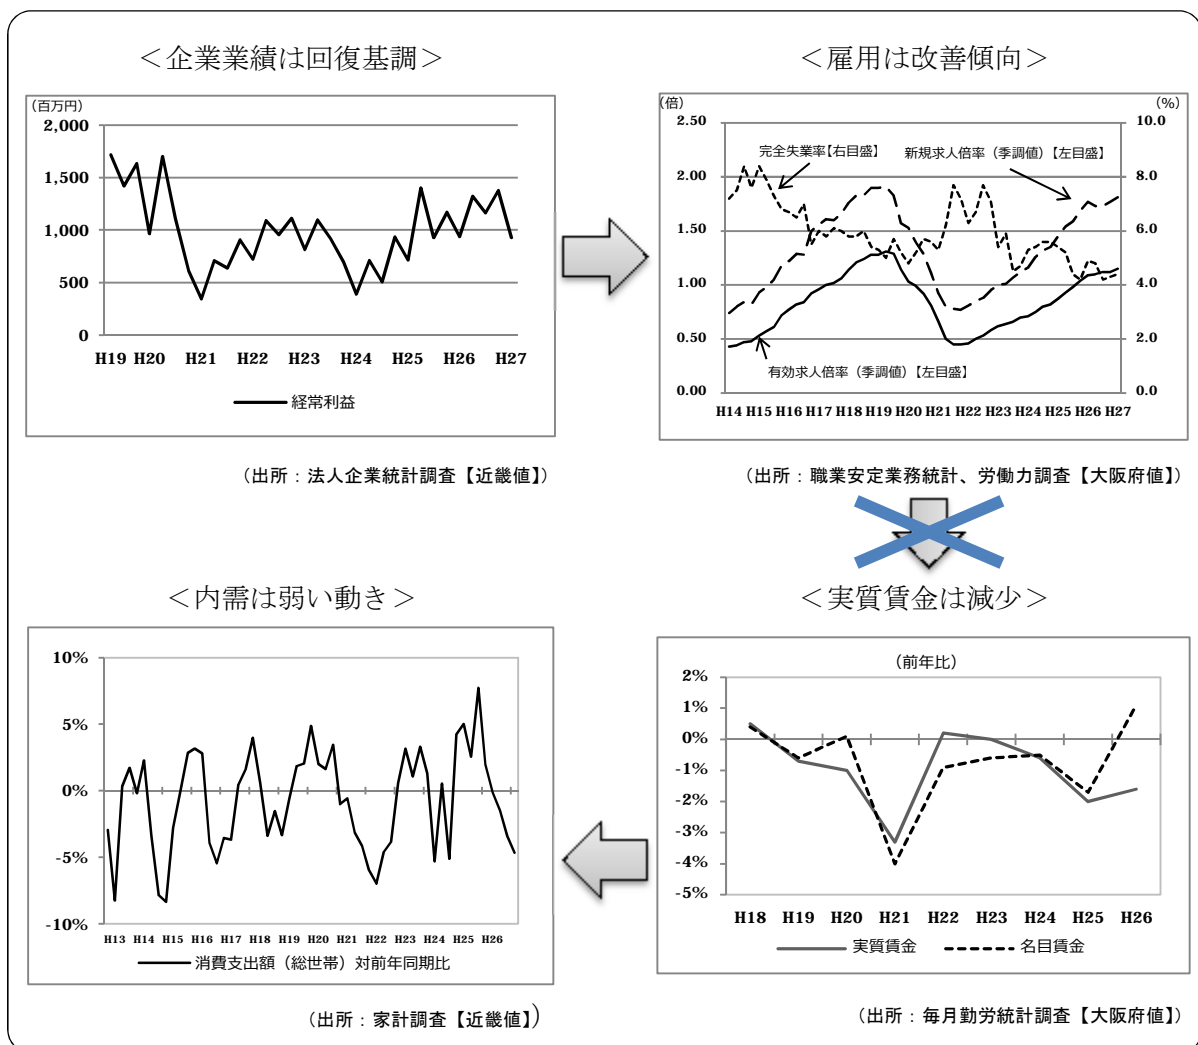 ＜企業業績は回復基調＞
（百万円）
2,000
1,500
1,000
500
0
H19 H20 H21 H22 H23 H24 H25 H26 H27
経常利益
（出所：法人企業統計調査【近畿値】）
＜雇用は改善傾向＞
（倍） （%）
2.50 10.0
2.00 8.0
1.50 6.0
1.00 4.0
0.50 2.0
0.00 0.0
完全失業率【右目盛】
新規求人倍率（季調値）【左目盛】
有効求人倍率（季調値）【左目盛】
H14 H15 H16 H17 H18 H19 H20 H21 H22 H23 H24 H25 H26 H27
（出所：職業安定業務統計、労働力調査【大阪府値】）
＜内需は弱い動き＞
10%
5%
0%
-5%
-10%
H13 H14 H15 H16 H17 H18 H19 H20 H21 H22 H23 H24 H25 H26
消費支出額（総世帯）対前年同期比
（出所：家計調査【近畿値】）
＜実質賃金は減少＞
（前年比）
2%
1%
0%
-1%
-2%
-3%
-4%
-5%
H18 H19 H20 H21 H22 H23 H24 H25 H26
実質賃金 名目賃金
（出所：毎月勤労統計調査【大阪府値】）